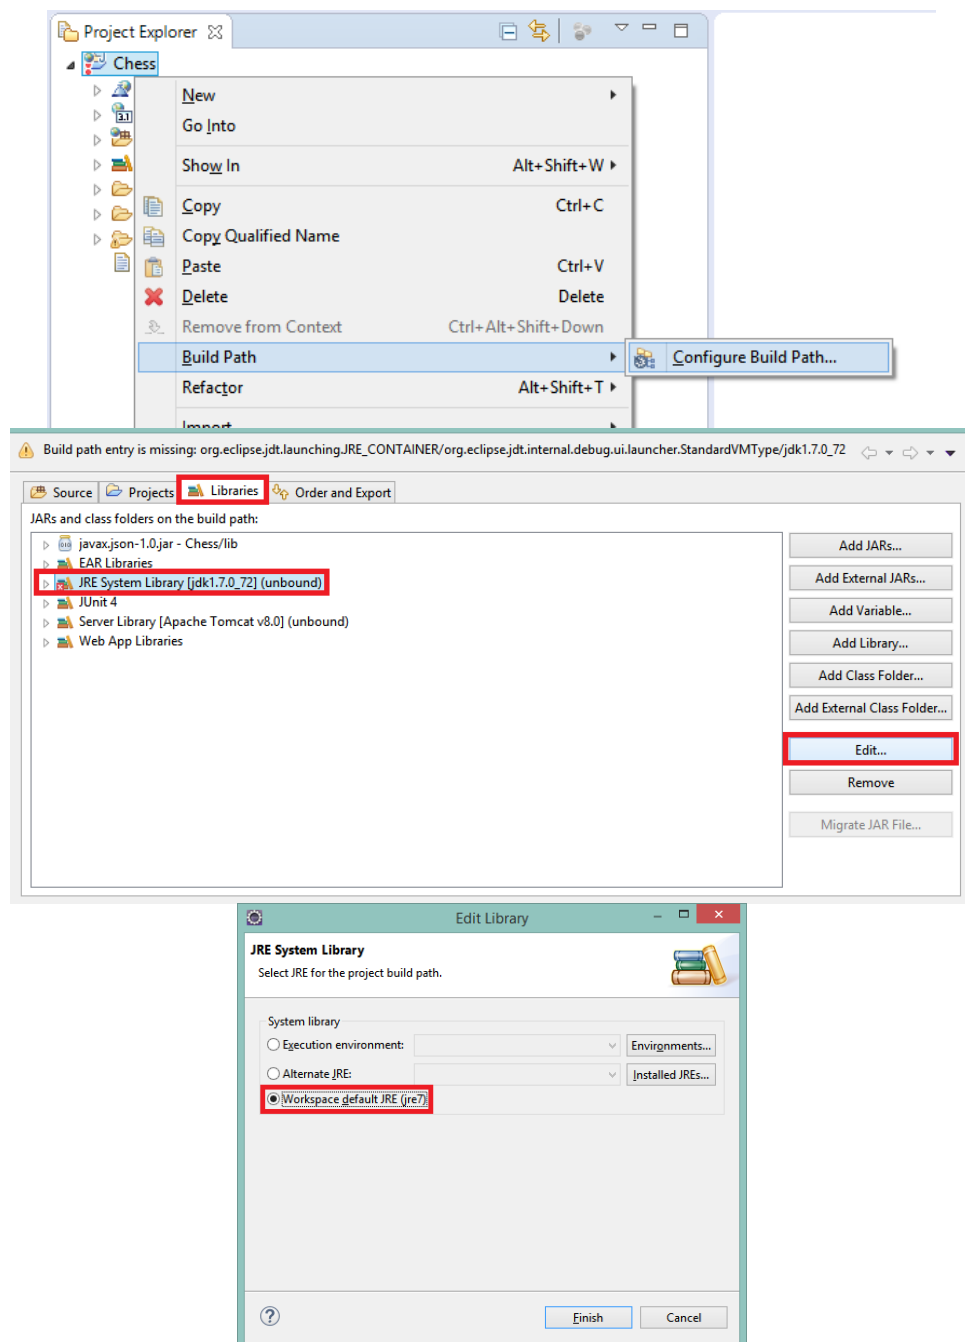 Project Explorer
Chess
3.1
New
Go Into
Show In Alt+Shift+W
Copy Ctrl+C
Copy Qualified Name
Paste Ctrl+V
Delete Delete
Remove from Context Ctrl+Alt+Shift+Down
Build Path
Configure Build Path...
Refactor Alt+Shift+T
Import
Build path entry is missing: org.eclipse.jdt.launching.JRE_CONTAINER/org.eclipse.jdt.internal.debug.ui.launcher.StandardVMType/jdk1.7.0_72
Source Projects Libraries Order and Export
JARs and class folders on the build path:
javax.json-1.0.jar - Chess/lib
EAR Libraries
JRE System Library [jdk1.7.0_72] (unbound)
JUnit 4
Server Library [Apache Tomcat v8.0] (unbound)
Web App Libraries
Add JARs...
Add External JARs...
Add Variable...
Add Library...
Add Class Folder...
Add External Class Folder...
Edit...
Remove
Migrate JAR File...
Edit Library
JRE System Library
Select JRE for the project build path.
System library
Execution environment: Environments...
Alternate JRE: Installed JREs...
Workspace default JRE (jre7)
Finish Cancel